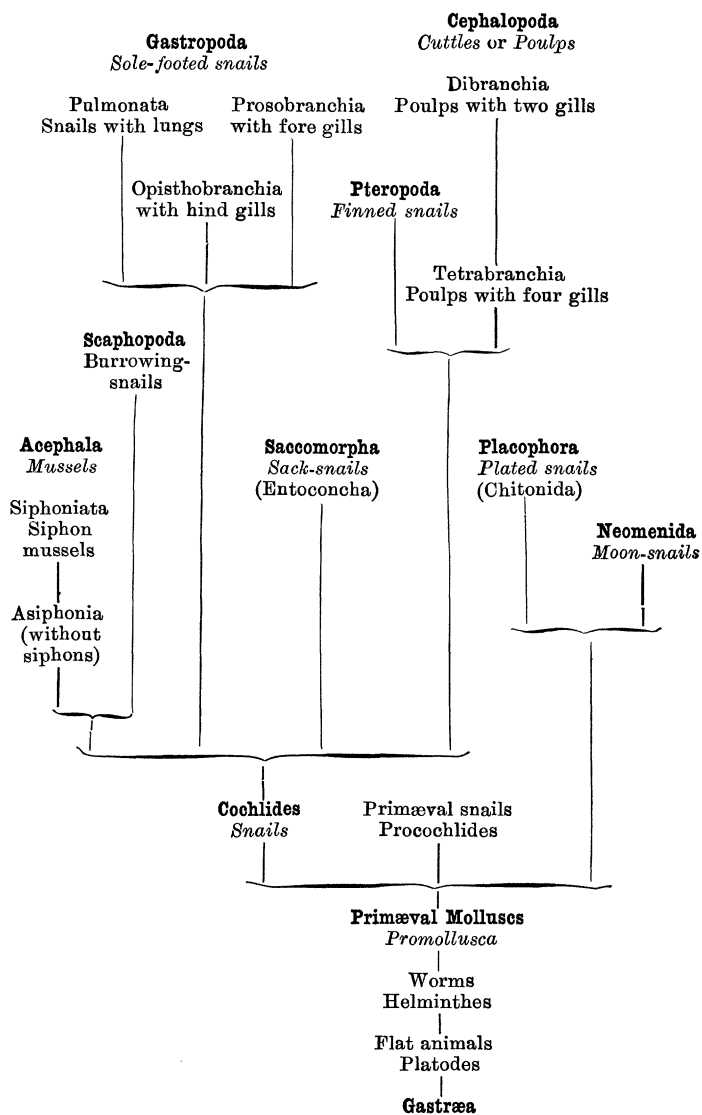 Cephalopoda
Cuttles or Poulps
Gastropoda
Sole-footed snails
Dibranchia
Poulps with two gills
Pulmonata
Snails with lungs
Prosobranchia
with fore gills
Opisthobranchia
with hind gills
Pteropoda
Finned snails
Tetrabranchia
Poulps with four gills
Scaphopoda
Burrowing-
snails
Acephala
Mussels
Saccomorpha
Sack-snails
(Entoconcha)
Placophora
Plated snails
(Chitonida)
Siphoniata
Siphon
mussels
Neomenida
Moon-snails
Asiphonia
(without
siphons)
Cochlides
Snails
Primæval snails
Procochlides
Primæval Molluscs
Promollusca
Worms
Helminthes
Flat animals
Platodes
Gastræa